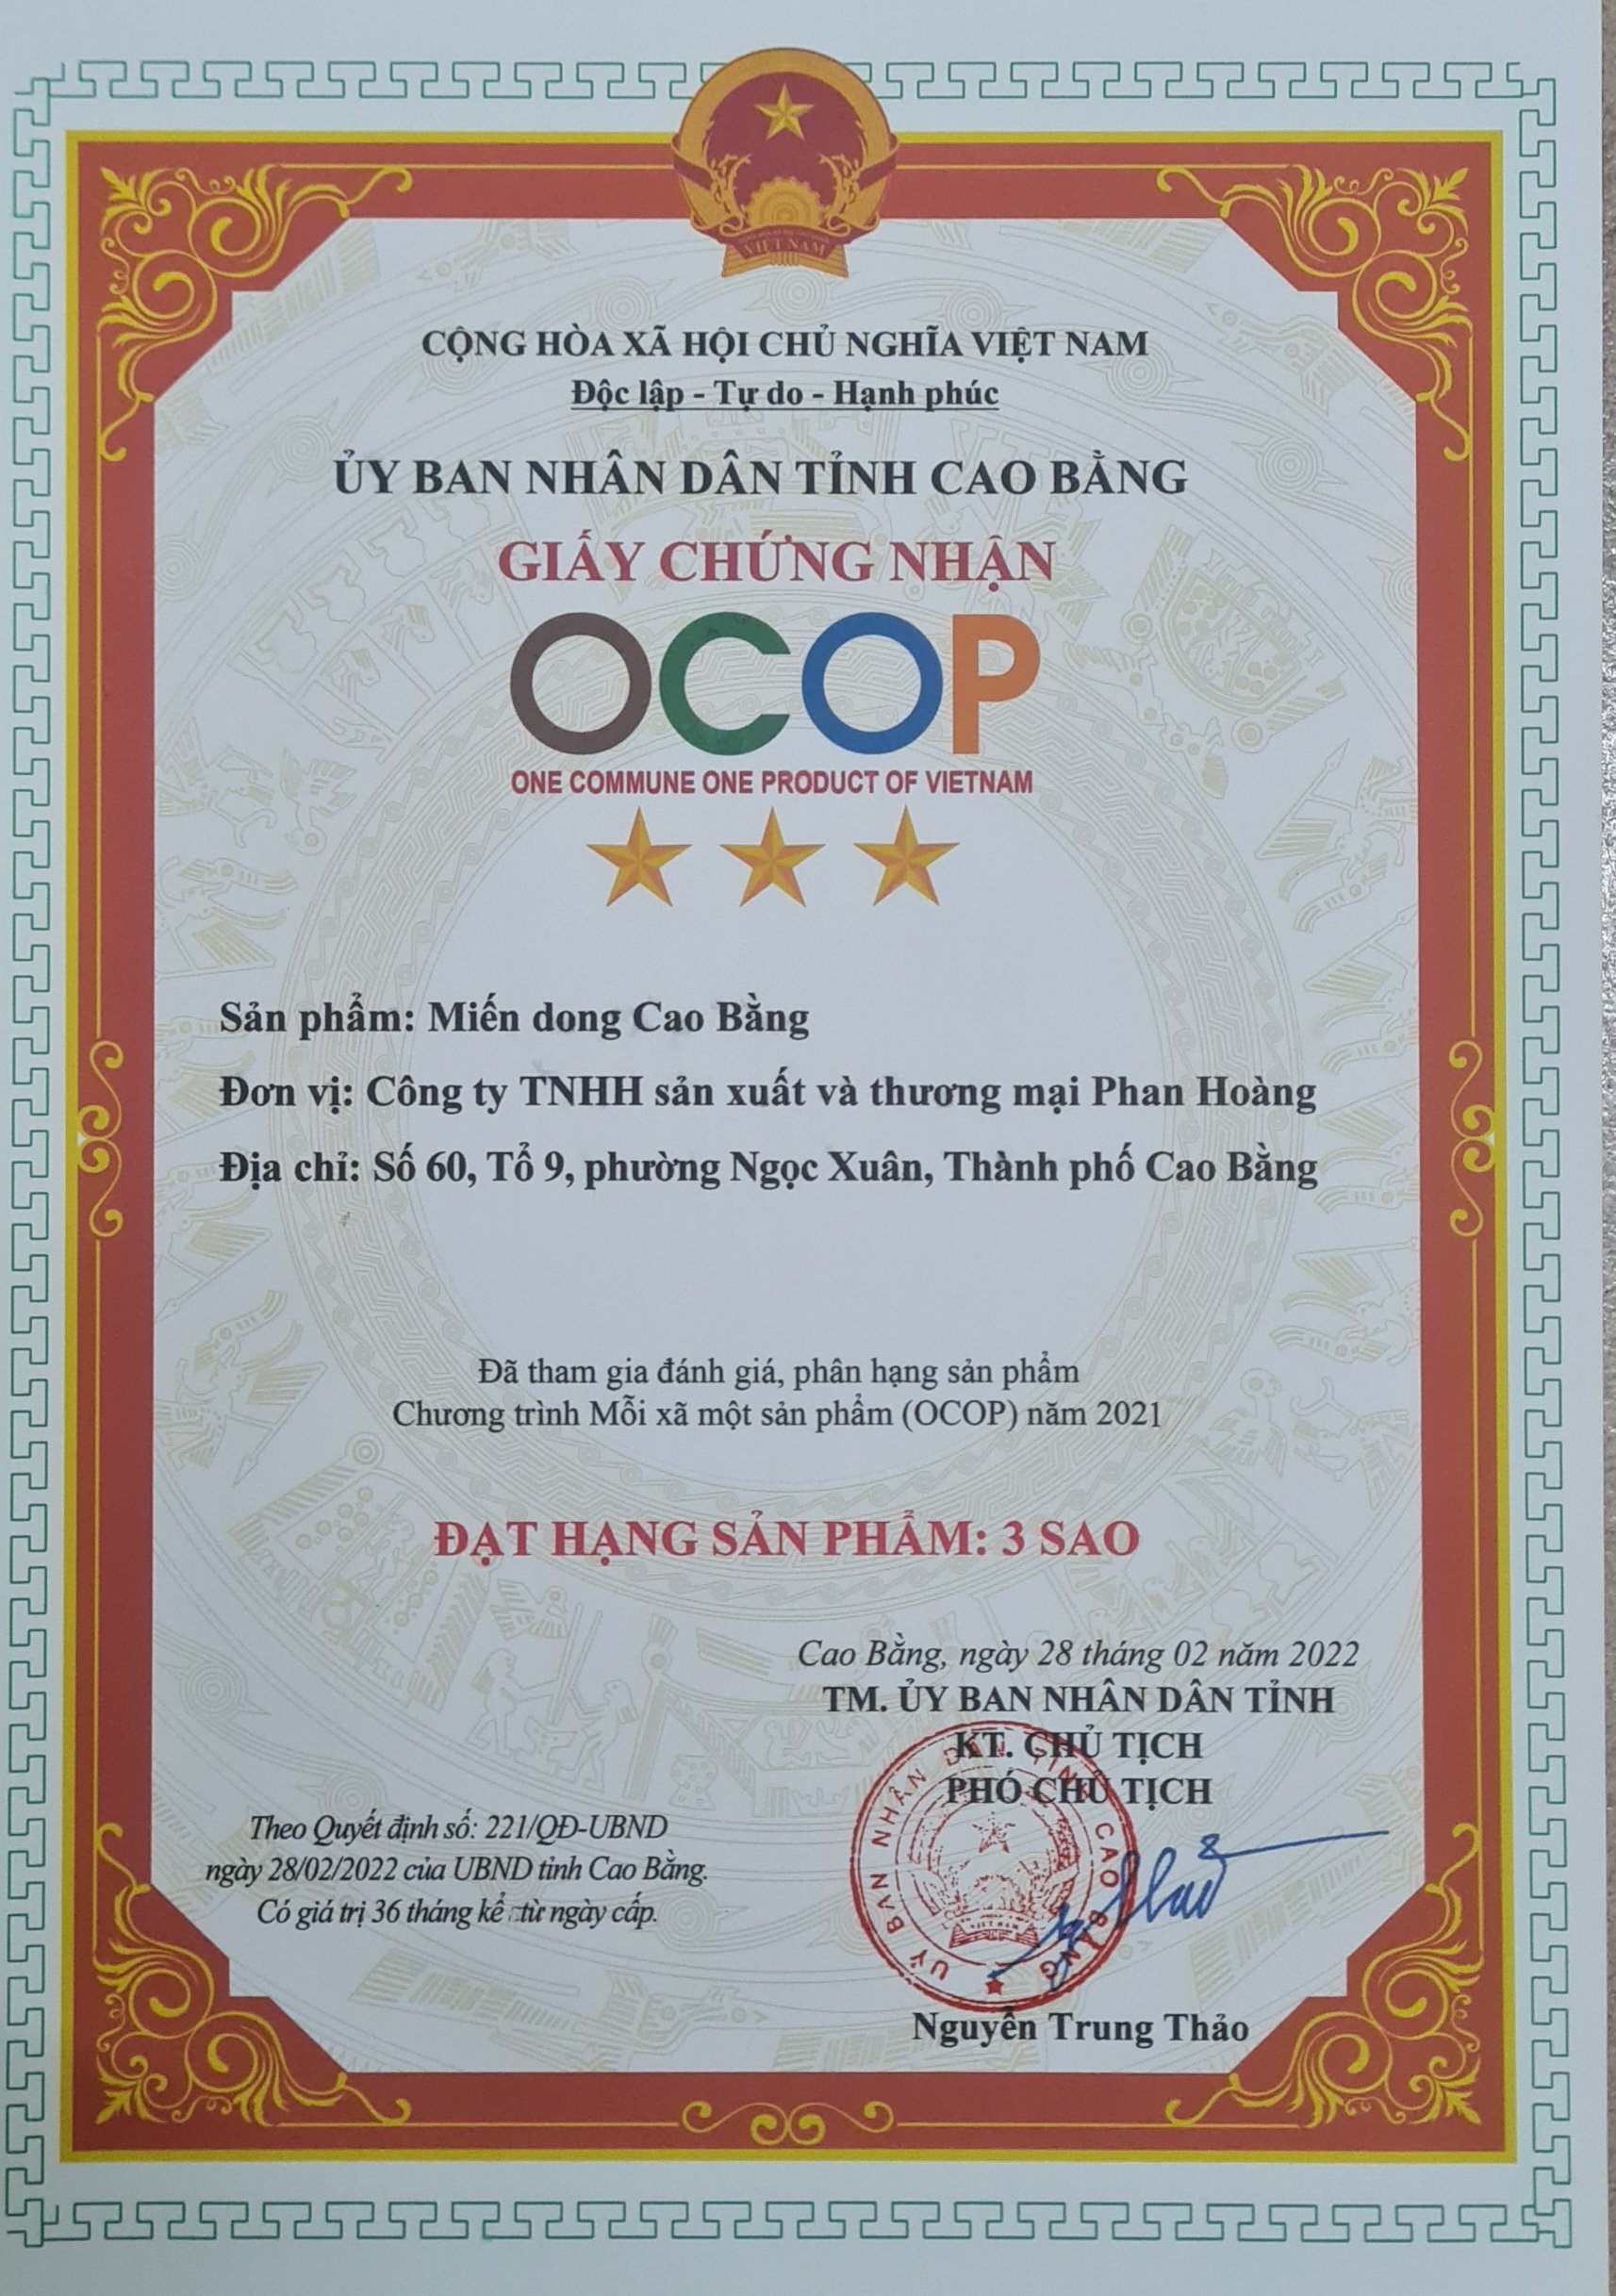 VIỆT NAM
CỘNG HÒA XÃ HỘI CHỦ NGHĨA VIỆT NAM
Độc lập - Tự do - Hạnh phúc
ỦY BAN NHÂN DÂN TỈNH CAO BẰNG
GIẤY CHỨNG NHẬN
OCOP
ONE COMMUNE ONE PRODUCT OF VIETNAM
Sản phẩm: Miến dong Cao Bằng
Đơn vị: Công ty TNHH sản xuất và thương mại Phan Hoàng
Địa chỉ: Số 60, Tổ 9, phường Ngọc Xuân, Thành phố Cao Bằng
Đã tham gia đánh giá, phân hạng sản phẩm
Chương trình Mỗi xã một sản phẩm (OCOP) năm 2021
ĐẠT HẠNG SẢN PHẨM: 3 SAO
Cao Bằng, ngày 28 tháng 02 năm 2022
TM. ỦY BAN NHÂN DÂN TỈNH
KT. CHỦ TỊCH
PHÓ CHỦ TỊCH
Theo Quyết định số: 221/QĐ-UBND
ngày 28/02/2022 của UBND tỉnh Cao Bằng.
Có giá trị 36 tháng kể từ ngày cấp.
UỶ BAN NHÂN DÂN TỈNH CAO BẰNG
VIỆT NAM
Nguyễn Trung Thảo